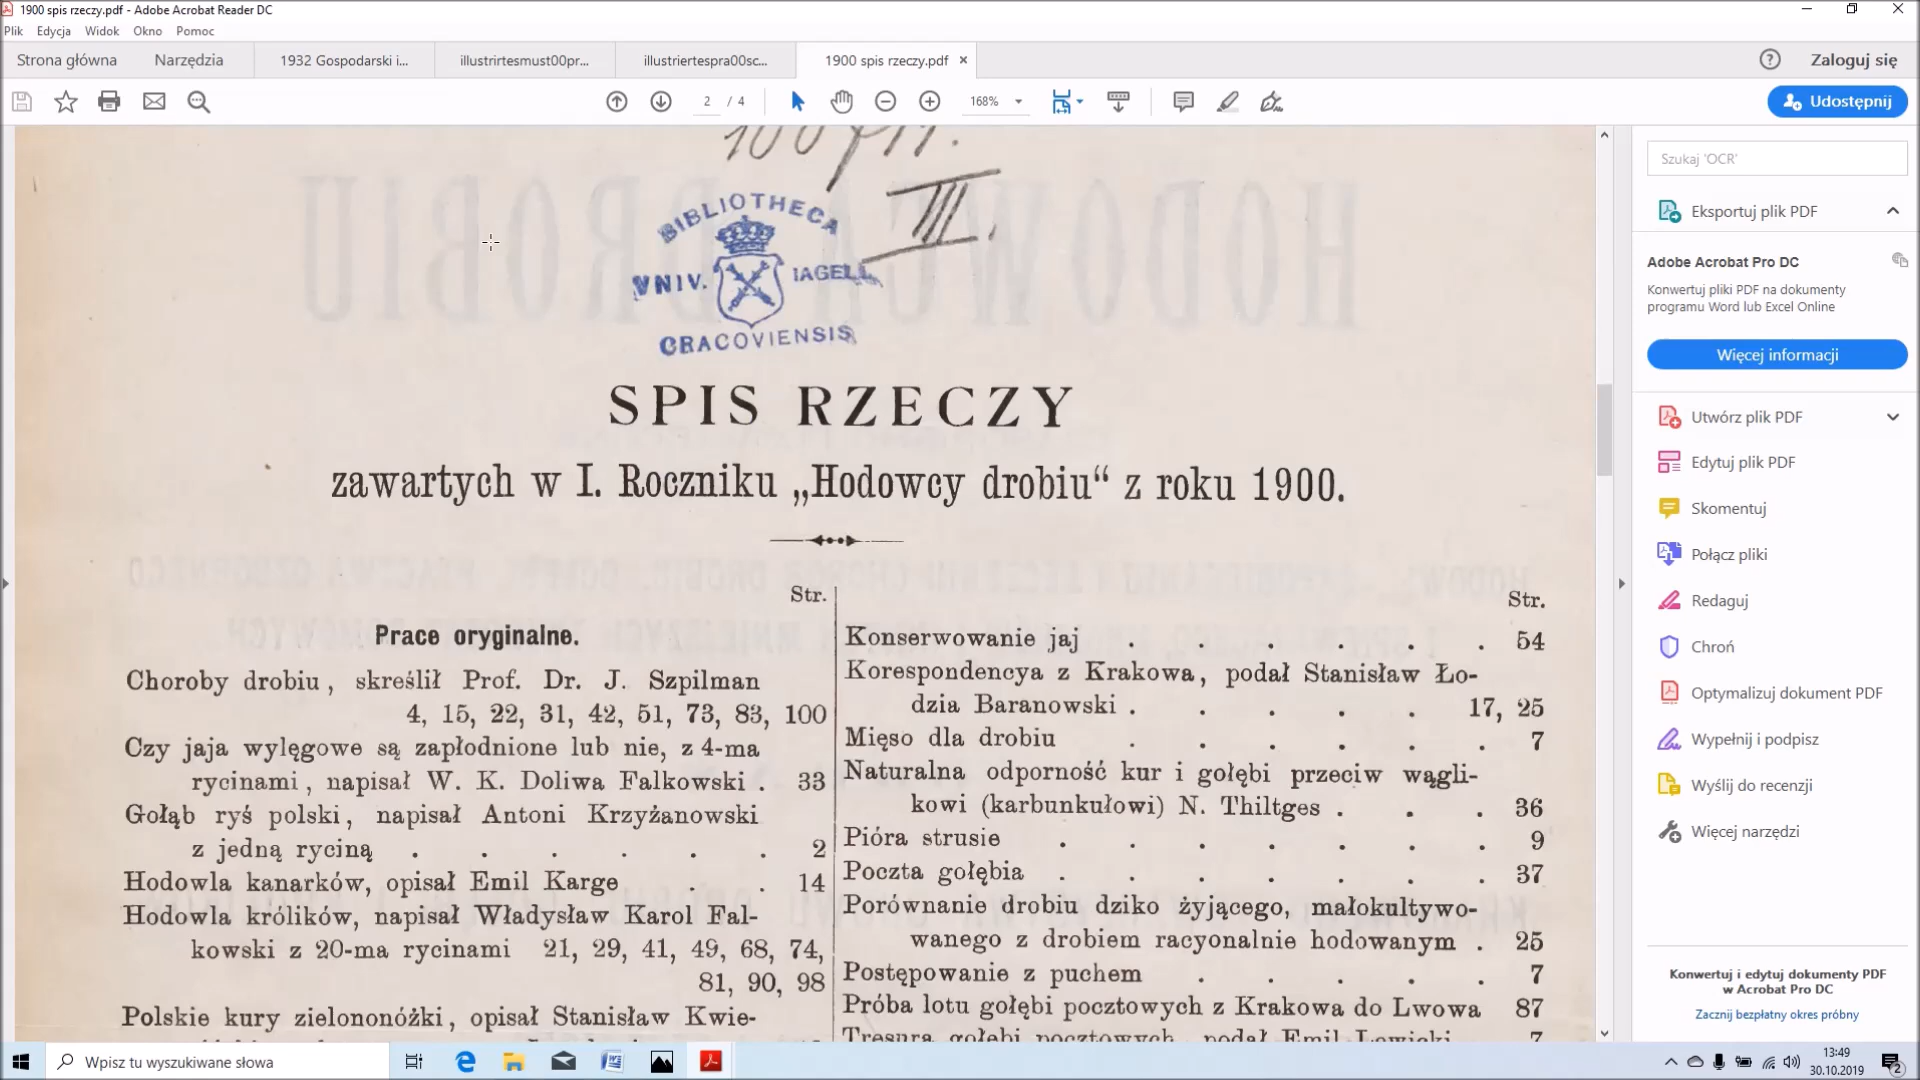 1900 spis rzeczy.pdf - Adobe Acrobat Reader DC
Plik Edycja Widok Okno Pomoc
Strona główna Narzędzia 1932 Gospodarski i... illustrirtesmust00pr... illustriertespra00sc... 1900 spis rzeczy.pdf Zaloguj się
2 / 4 168% Udostępnij
III.
BIBLIOTHECA
VNIV. IAGELL
CRACOVIENSIS
SPIS RZECZY
zawartych w I. Roczniku „Hodowcy drobiu“ z roku 1900.
Str.
Prace oryginalne.
Choroby drobiu, skreślił Prof. Dr. J. Szpilman
4, 15, 22, 31, 42, 51, 73, 83, 100
Czy jaja wylęgowe są zapłodnione lub nie, z 4-ma
rycinami, napisał W. K. Doliwa Falkowski . 33
Gołąb ryś polski, napisał Antoni Krzyżanowski
z jedną ryciną . . . . . . 2
Hodowla kanarków, opisał Emil Karge . . 14
Hodowla królików, napisał Władysław Karol Fal-
kowski z 20-ma rycinami 21, 29, 41, 49, 68, 74,
81, 90, 98
Polskie kury zielononóżki, opisał Stanisław Kwie-
Str.
Konserwowanie jaj . . . . . . 54
Korespondencya z Krakowa, podał Stanisław Ło-
dzia Baranowski . . . . . 17, 25
Mięso dla drobiu . . . . . . 7
Naturalna odporność kur i gołębi przeciw wągli-
kowi (karbunkułowi) N. Thiltges . . . 36
Pióra strusie . . . . . . . 9
Poczta gołębia . . . . . . . 37
Porównanie drobiu dziko żyjącego, małokultywo-
wanego z drobiem racyonalnie hodowanym . 25
Postępowanie z puchem . . . . . 7
Próba lotu gołębi pocztowych z Krakowa do Lwowa 87
Tresura gołębi pocztowych, podał Emil Lewicki . 7
Szukaj 'OCR'
Eksportuj plik PDF
Adobe Acrobat Pro DC
Konwertuj pliki PDF na dokumenty
programu Word lub Excel Online
Więcej informacji
Utwórz plik PDF
Edytuj plik PDF
Skomentuj
Połącz pliki
Redaguj
Chroń
Optymalizuj dokument PDF
Wypełnij i podpisz
Wyślij do recenzji
Więcej narzędzi
Konwertuj i edytuj dokumenty PDF
w Acrobat Pro DC
Zacznij bezpłatny okres próbny
Wpisz tu wyszukiwane słowa
13:49
30.10.2019
2